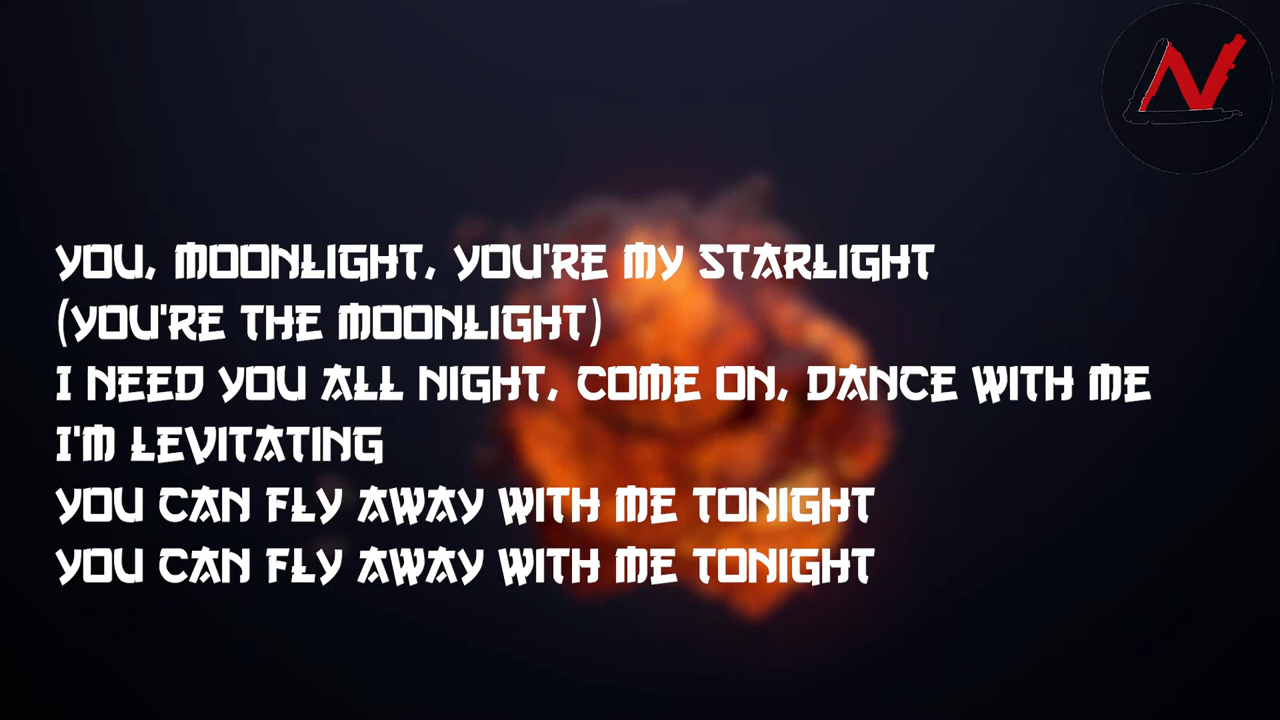 YOU, MOONLIGHT, YOU'RE MY STARLIGHT
(YOU'RE THE MOONLIGHT)
I NEED YOU ALL NIGHT, COME ON, DANCE WITH ME
I'M LEVITATING
YOU CAN FLY AWAY WITH ME TONIGHT
YOU CAN FLY AWAY WITH ME TONIGHT